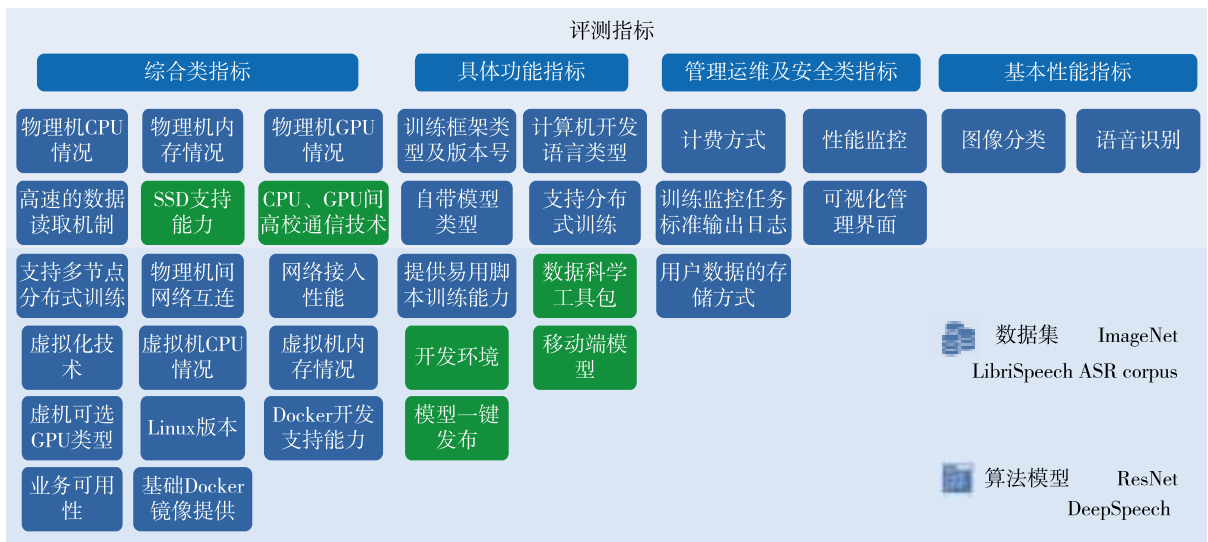 评测指标
综合类指标
具体功能指标
管理运维及安全类指标
基本性能指标
物理机CPU
情况
物理机内
存情况
物理机GPU
情况
训练框架类
型及版本号
计算机开发
语言类型
计费方式
性能监控
图像分类
语音识别
高速的数据
读取机制
SSD支持
能力
CPU、GPU间
高校通信技术
自带模型
类型
支持分布
式训练
训练监控任务
标准输出日志
可视化管
理界面
支持多节点
分布式训练
物理机间
网络互连
网络接入
性能
提供易用脚
本训练能力
数据科学
工具包
用户数据的存
储方式
虚拟化技
术
虚拟机CPU
情况
虚拟机内
存情况
开发环境
移动端模
型
数据集 ImageNet
LibriSpeech ASR corpus
虚机可选
GPU类型
Linux版本
Docker开发
支持能力
模型一键
发布
业务可用
性
基础Docker
镜像提供
算法模型 ResNet
DeepSpeech